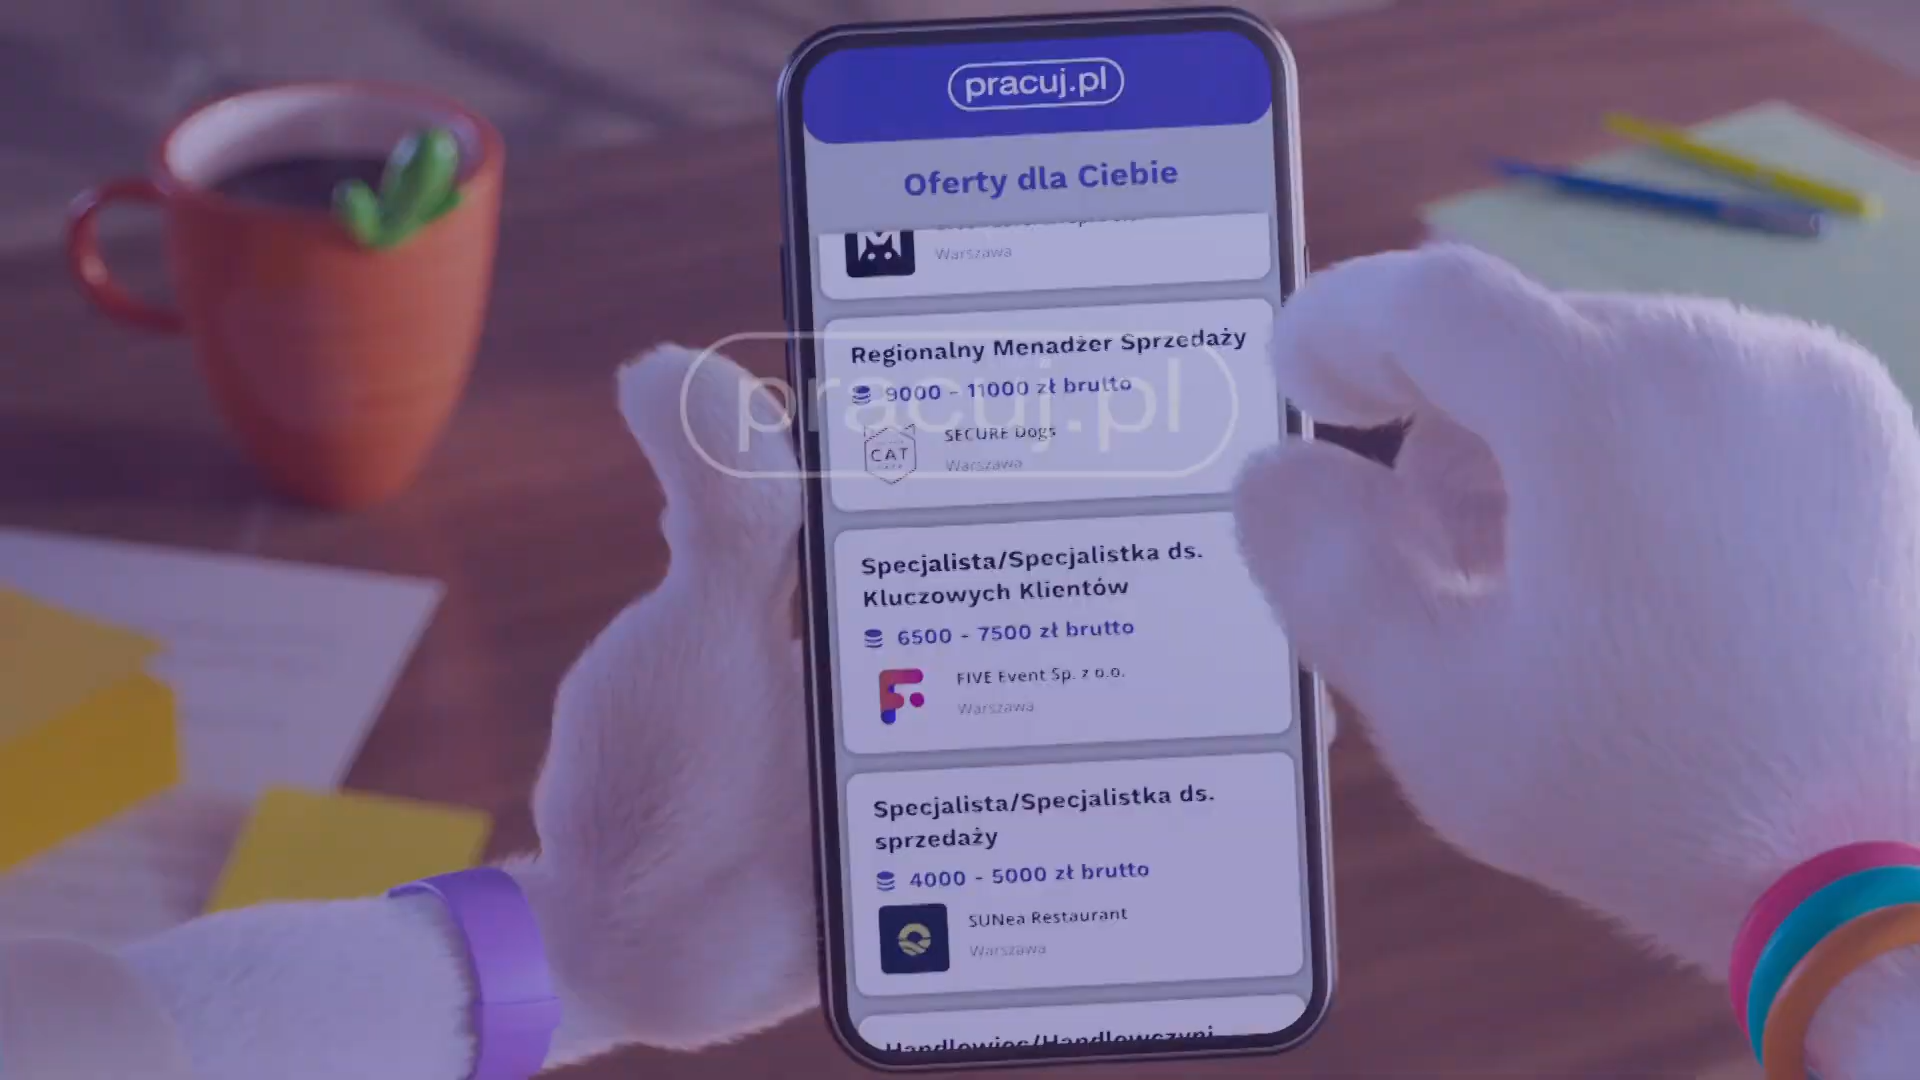 pracuj.pl
Oferty dla Ciebie
Warszawa
Regionalny Menadżer Sprzedaży
9000 - 11000 zł brutto
pracuj.pl
SECURE Dogs
CAT
Warszawa
Specjalista/Specjalistka ds.
Kluczowych Klientów
6500 - 7500 zł brutto
FIVE Event Sp. z o.o.
Warszawa
Specjalista/Specjalistka ds.
sprzedaży
4000 - 5000 zł brutto
SUNea Restaurant
Warszawa
Handlowiec/Handlowczyni